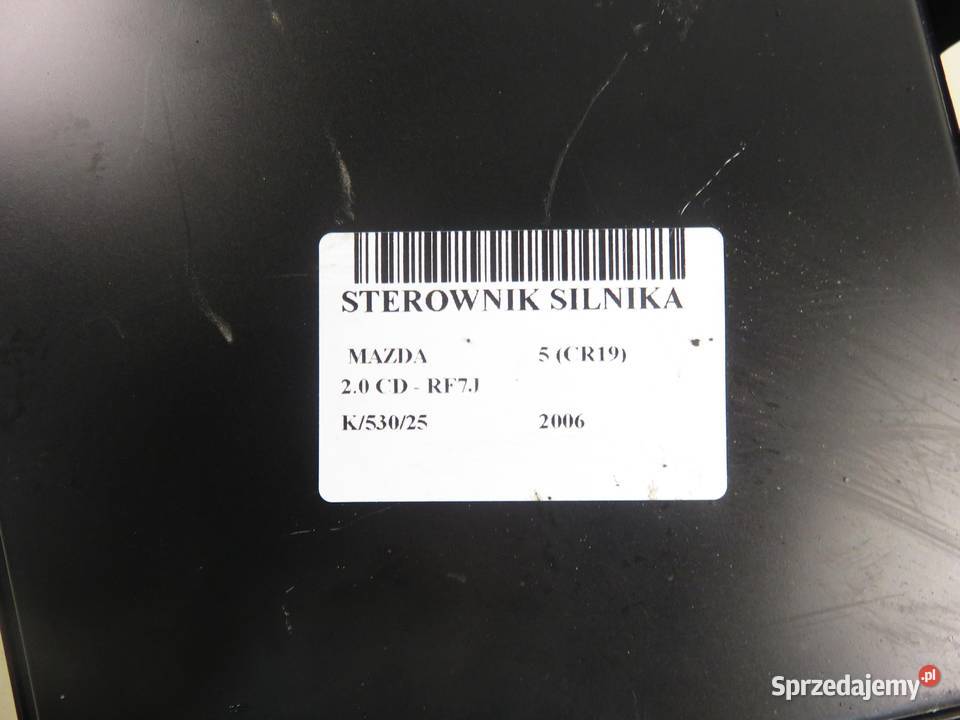 STEROWNIK SILNIKA
MAZDA 5 (CR19)
2.0 CD - RF7J
K/530/25 2006
Sprzedajemy.pl